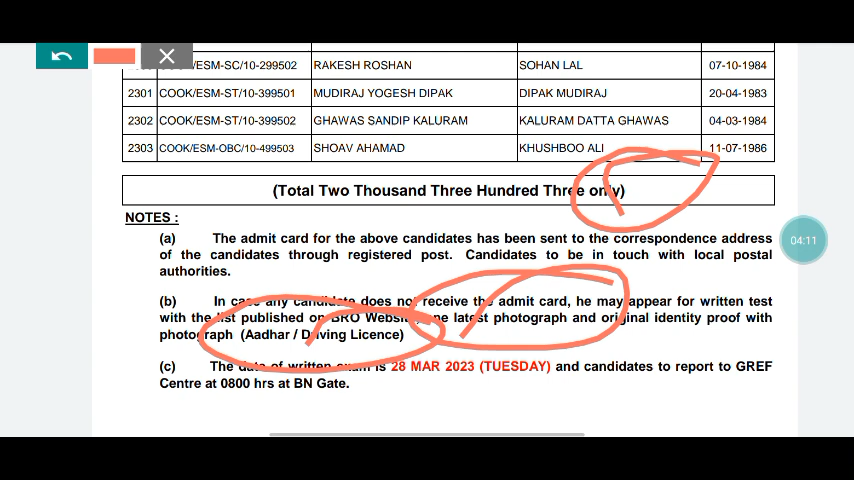 COOK/ESM-SC/10-299502 RAKESH ROSHAN SOHAN LAL 07-10-1984
2301 COOK/ESM-ST/10-399501 MUDIRAJ YOGESH DIPAK DIPAK MUDIRAJ 20-04-1983
2302 COOK/ESM-ST/10-399502 GHAWAS SANDIP KALURAM KALURAM DATTA GHAWAS 04-03-1984
2303 COOK/ESM-OBC/10-499503 SHOAV AHAMAD KHUSHBOO ALI 11-07-1986
(Total Two Thousand Three Hundred Three only)
NOTES :
(a) The admit card for the above candidates has been sent to the correspondence address
of the candidates through registered post. Candidates to be in touch with local postal
authorities.
04:11
(b) In case any candidate does not receive the admit card, he may appear for written test
with the list published on BRO Website, one latest photograph and original identity proof with
photograph (Aadhar / Driving Licence)
(c) The date of written exam is 28 MAR 2023 (TUESDAY) and candidates to report to GREF
Centre at 0800 hrs at BN Gate.